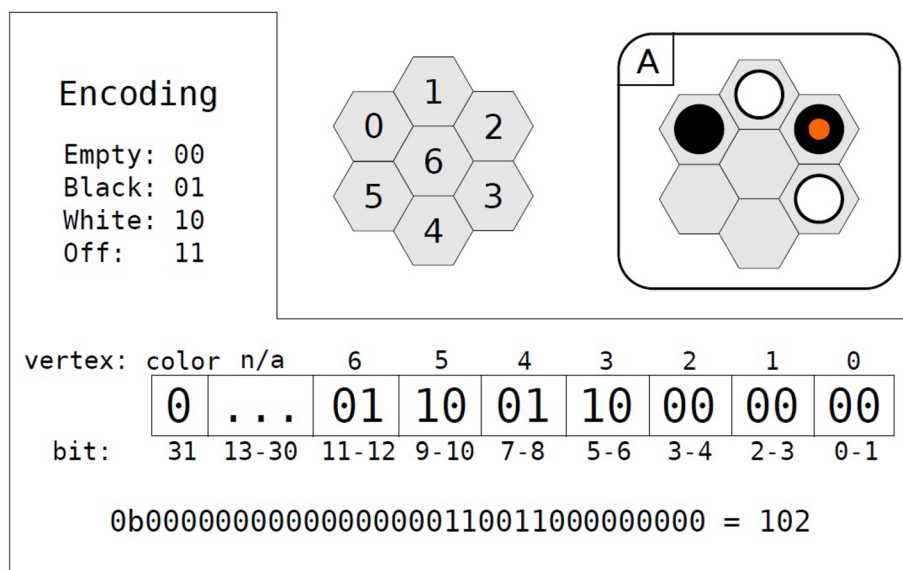 Encoding
Empty: 00
Black: 01
White: 10
Off: 11
1
0
2
6
5
3
4
A
vertex: color n/a 6 5 4 3 2 1 0
0 ... 01 10 01 10 00 00 00
bit: 31 13-30 11-12 9-10 7-8 5-6 3-4 2-3 0-1
0b00000000000000000110011000000000 = 102